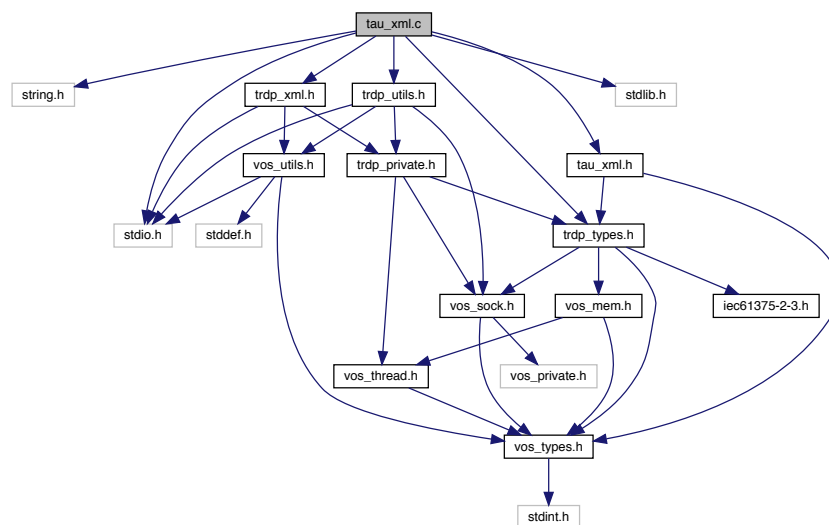 tau_xml.c
string.h
trdp_xml.h
trdp_utils.h
stdlib.h
vos_utils.h
trdp_private.h
tau_xml.h
stdio.h
stddef.h
trdp_types.h
vos_sock.h
vos_mem.h
iec61375-2-3.h
vos_thread.h
vos_private.h
vos_types.h
stdint.h